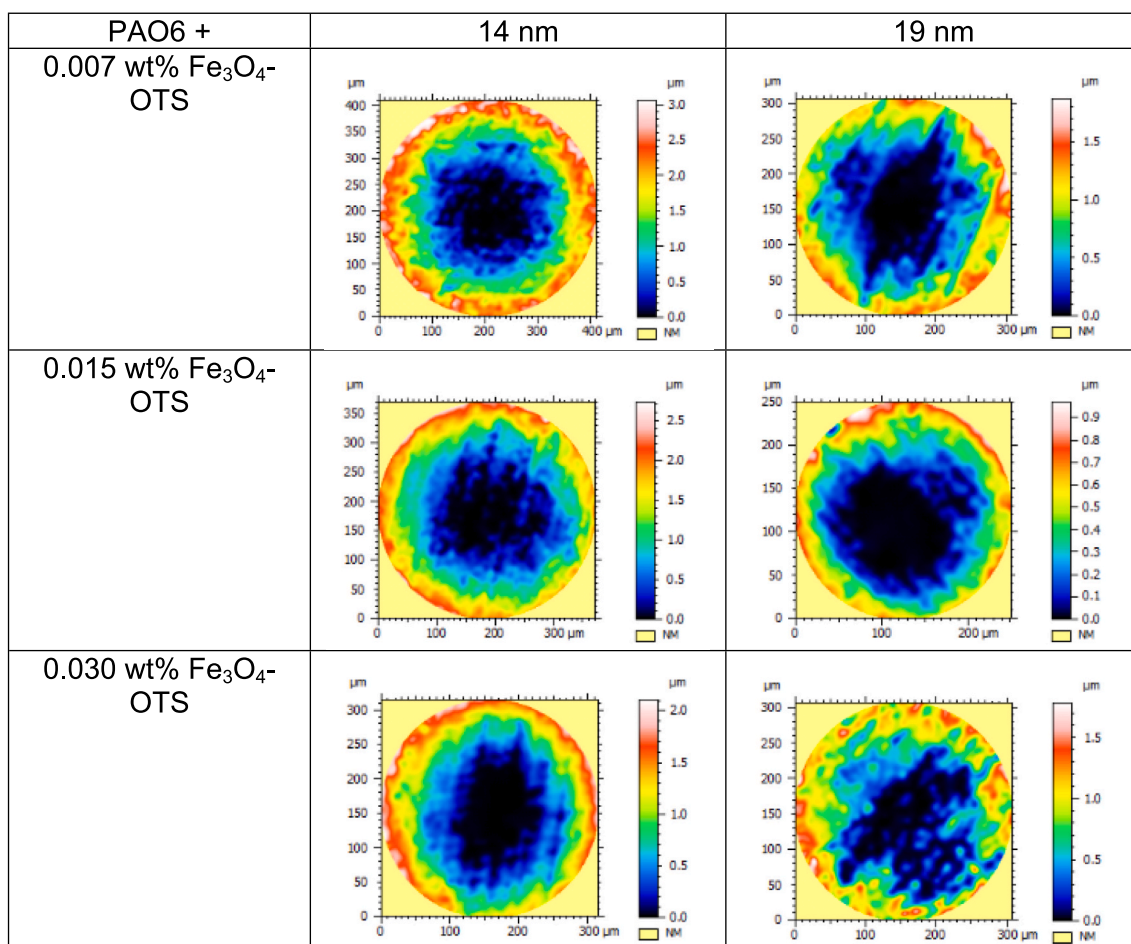 PAO6 +
14 nm
19 nm
0.007 wt% Fe₃O₄-
OTS
µm
400
350
300
250
200
150
100
50
0
0 100 200 300 400 µm
µm
3.0
2.5
2.0
1.5
1.0
0.5
0.0
NM
µm
300
250
200
150
100
50
0
0 100 200 300 µm
µm
1.5
1.0
0.5
0.0
NM
0.015 wt% Fe₃O₄-
OTS
µm
350
300
250
200
150
100
50
0
0 100 200 300 µm
µm
2.5
2.0
1.5
1.0
0.5
0.0
NM
µm
250
200
150
100
50
0
0 100 200 µm
µm
0.9
0.8
0.7
0.6
0.5
0.4
0.3
0.2
0.1
0.0
NM
0.030 wt% Fe₃O₄-
OTS
µm
300
250
200
150
100
50
0
0 100 200 300 µm
µm
2.0
1.5
1.0
0.5
0.0
NM
µm
300
250
200
150
100
50
0
0 100 200 300 µm
µm
1.5
1.0
0.5
0.0
NM